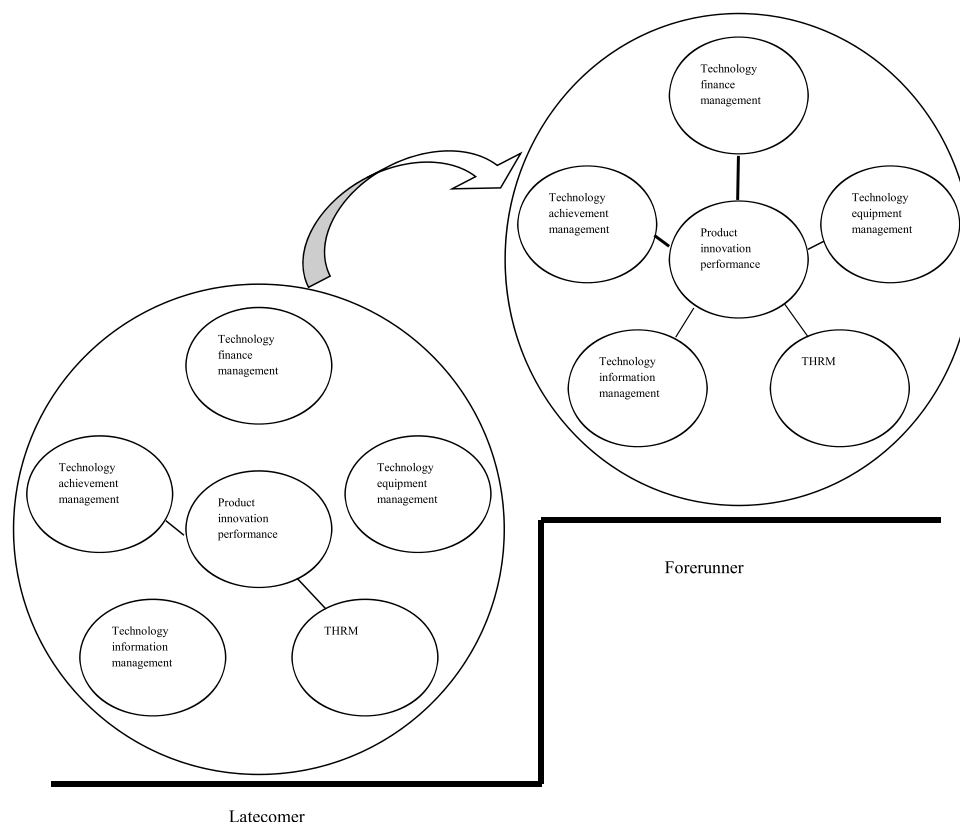 Technology
finance
management
Technology
achievement
management
Technology
equipment
management
Product
innovation
performance
Technology
information
management
THRM
Forerunner
Technology
finance
management
Technology
achievement
management
Technology
equipment
management
Product
innovation
performance
Technology
information
management
THRM
Latecomer